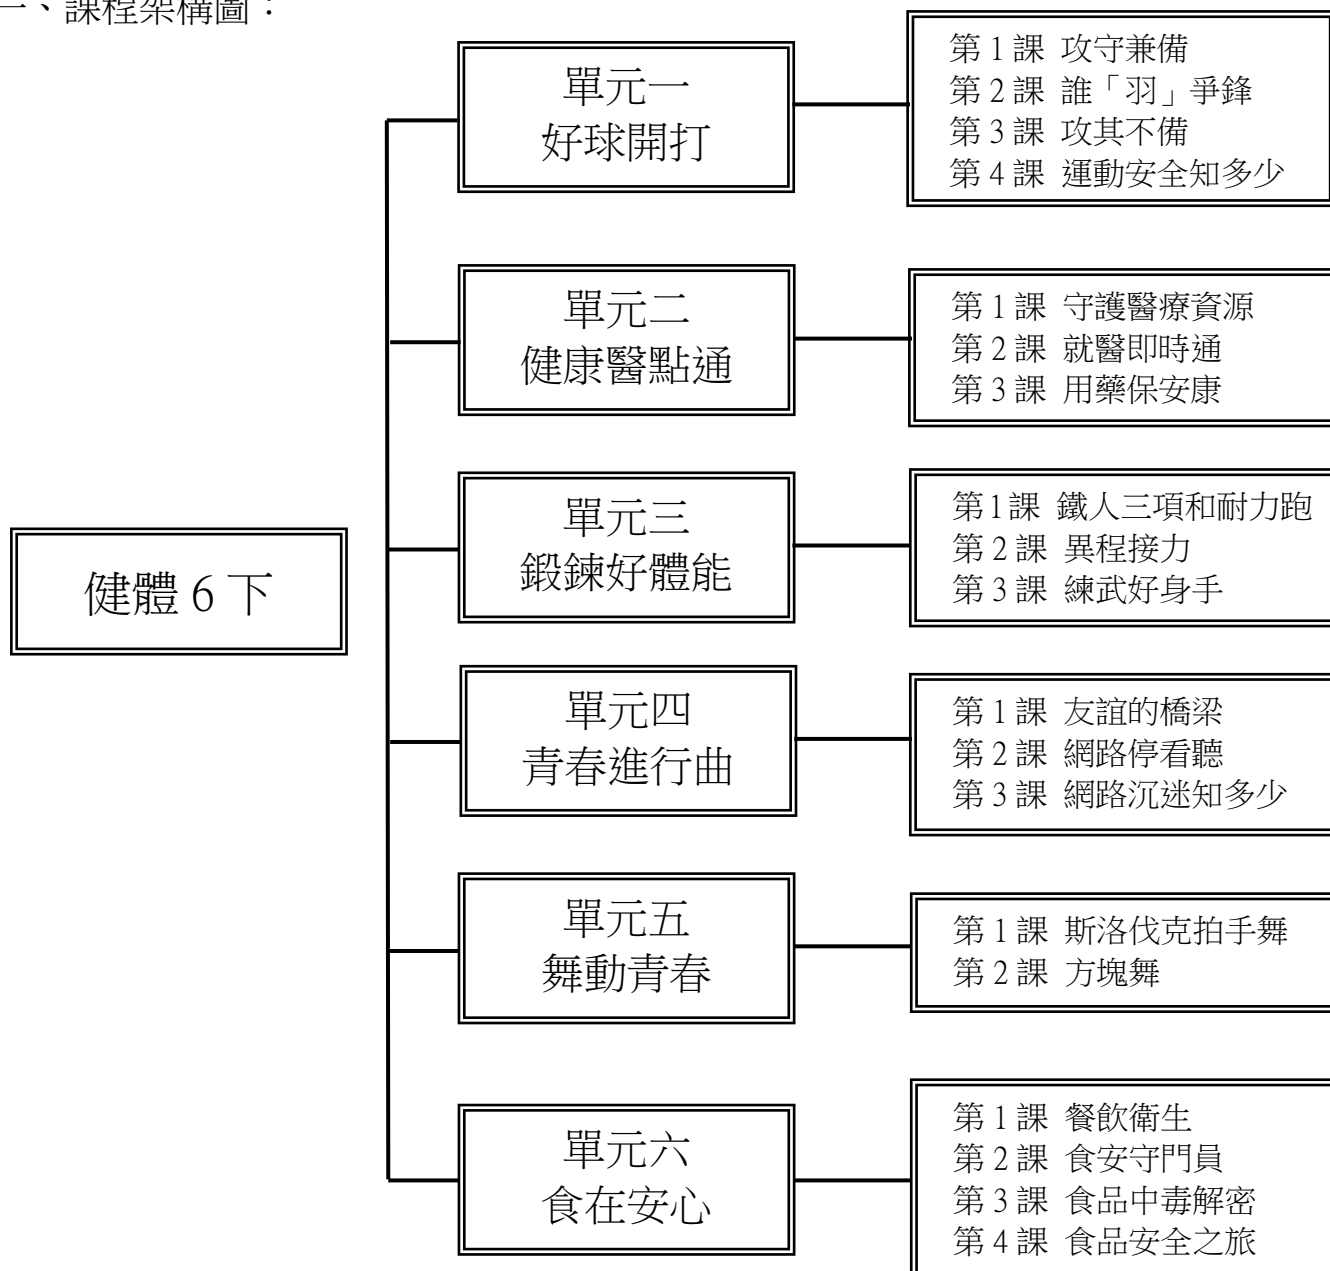 一、課程架構圖：
健體 6 下
單元一
好球開打
第 1 課 攻守兼備
第 2 課 誰「羽」爭鋒
第 3 課 攻其不備
第 4 課 運動安全知多少
單元二
健康醫點通
第 1 課 守護醫療資源
第 2 課 就醫即時通
第 3 課 用藥保安康
單元三
鍛鍊好體能
第 1 課 鐵人三項和耐力跑
第 2 課 異程接力
第 3 課 練武好身手
單元四
青春進行曲
第 1 課 友誼的橋梁
第 2 課 網路停看聽
第 3 課 網路沉迷知多少
單元五
舞動青春
第 1 課 斯洛伐克拍手舞
第 2 課 方塊舞
單元六
食在安心
第 1 課 餐飲衛生
第 2 課 食安守門員
第 3 課 食品中毒解密
第 4 課 食品安全之旅